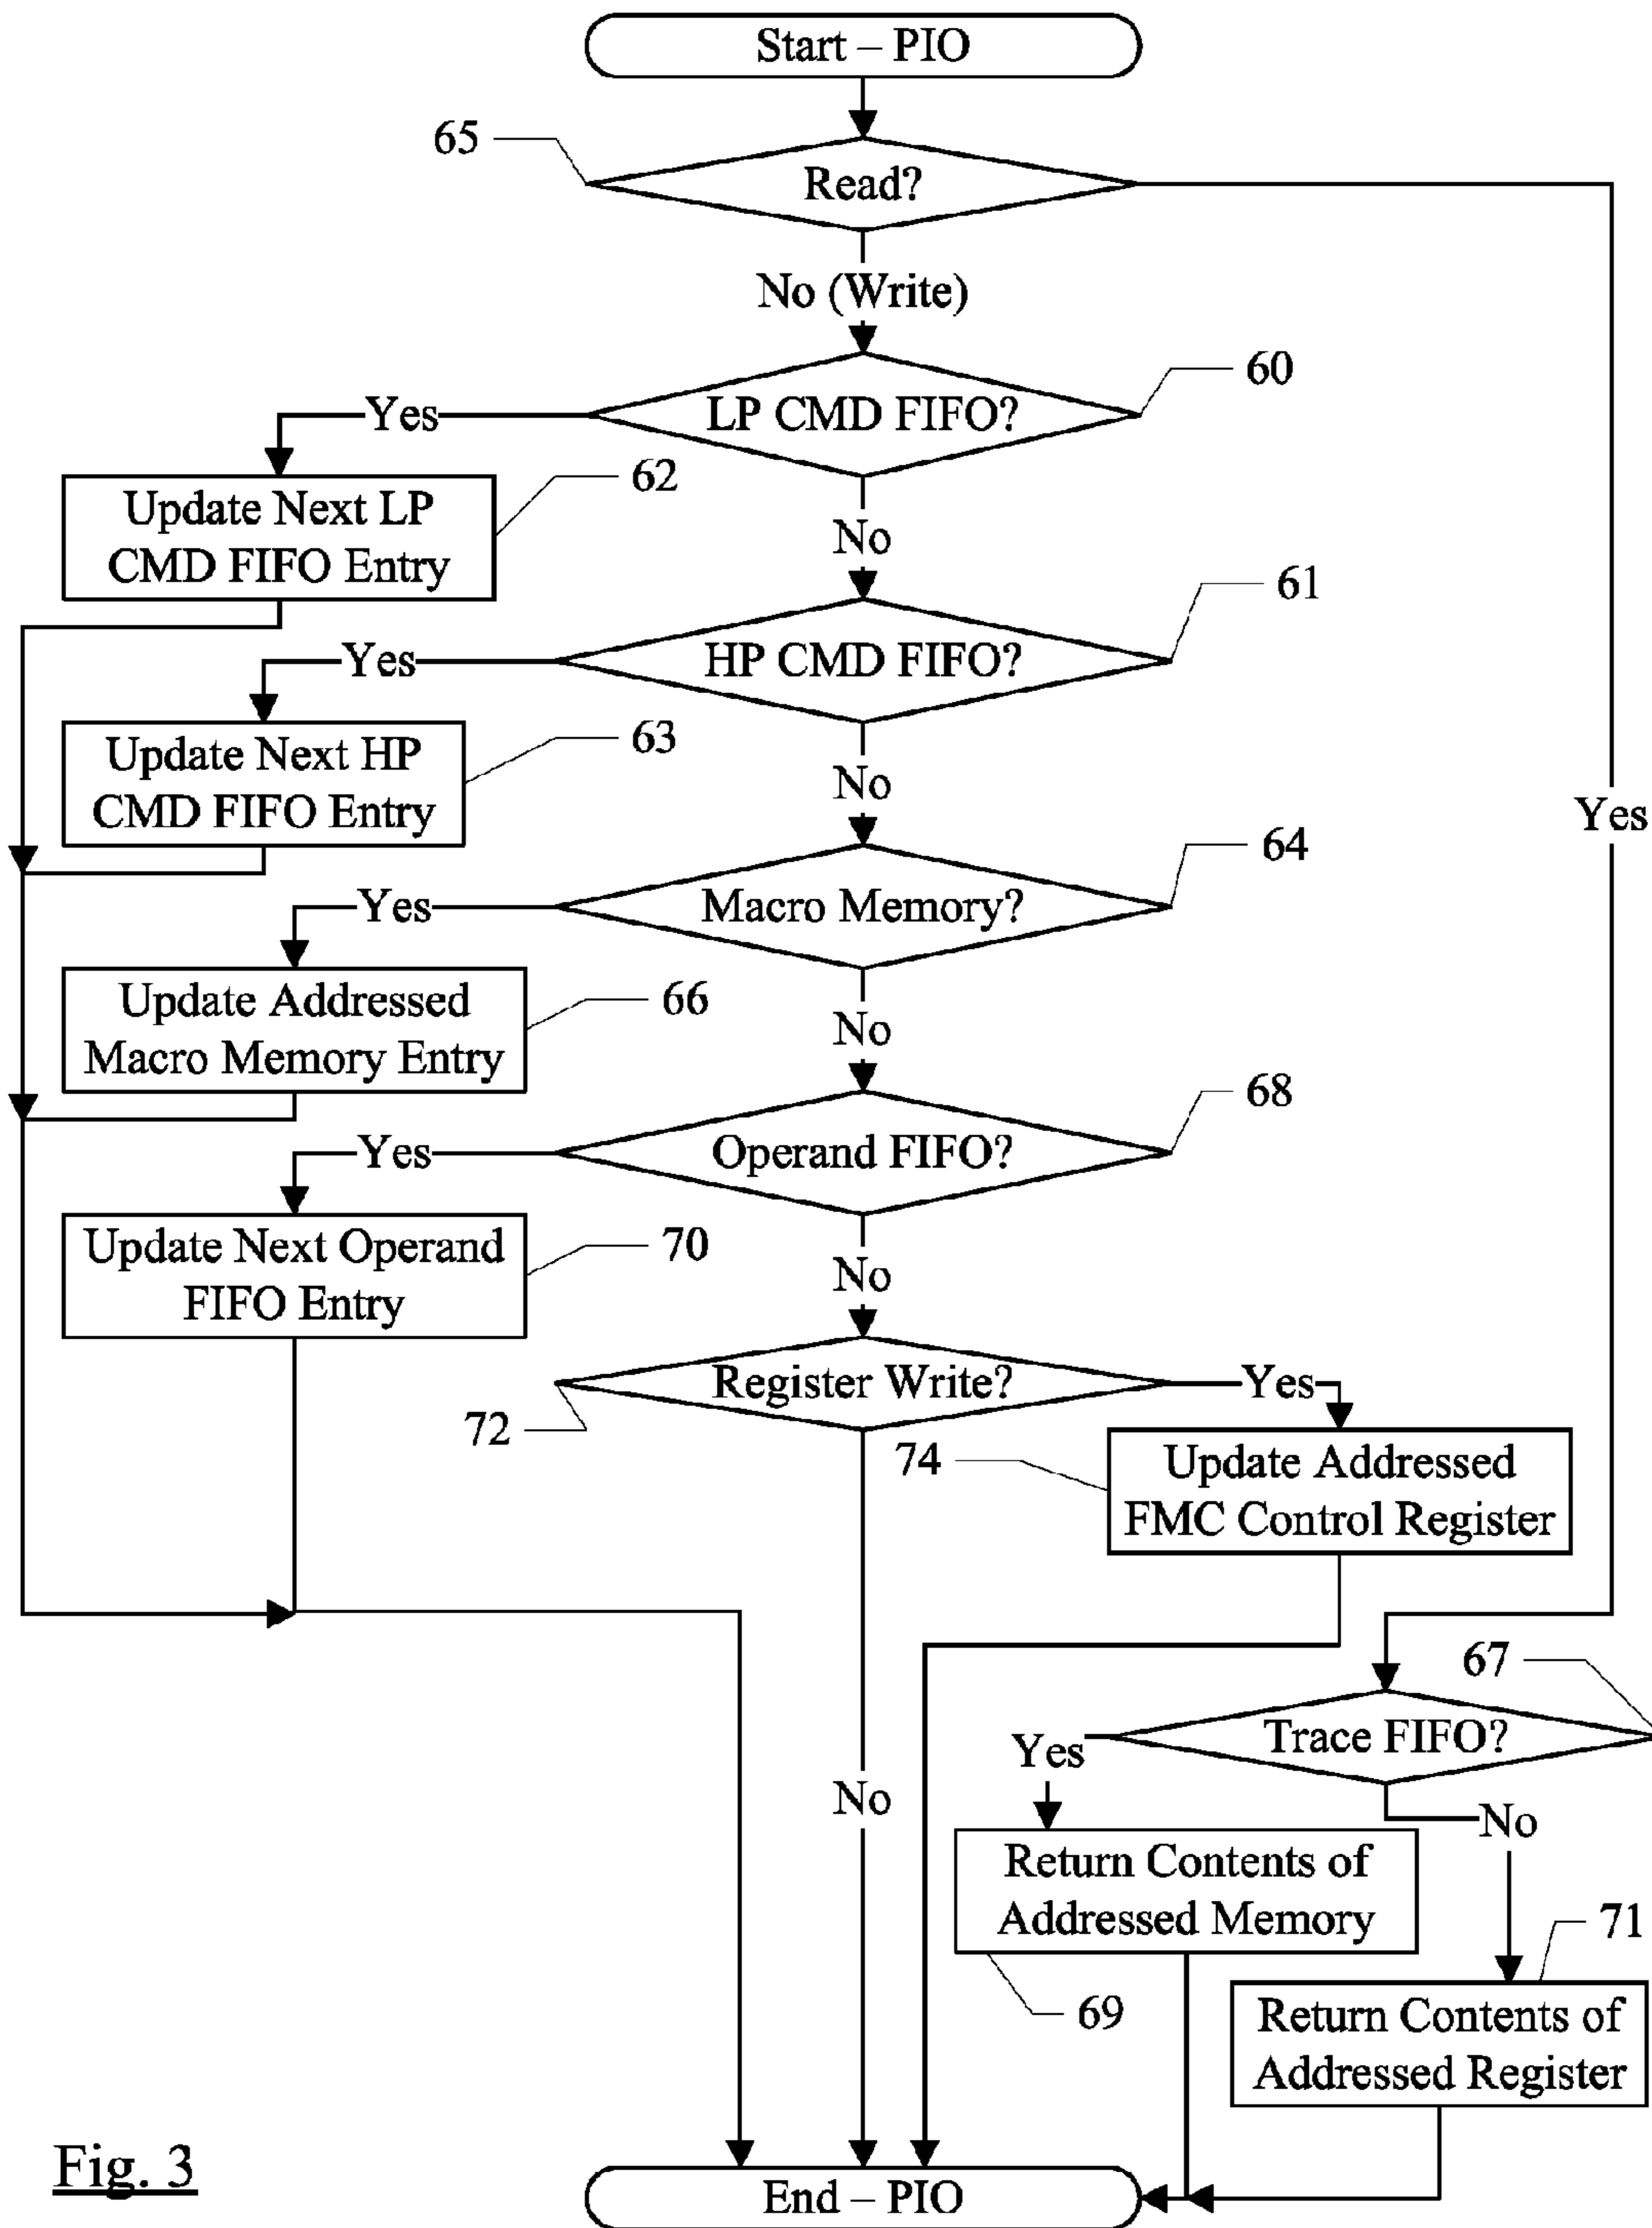 Start – PIO
65
Read?
No (Write)
60
LP CMD FIFO?
Yes
62
Update Next LP
CMD FIFO Entry
No
61
HP CMD FIFO?
Yes
63
Update Next HP
CMD FIFO Entry
No
Yes
64
Macro Memory?
Yes
66
Update Addressed
Macro Memory Entry
No
68
Operand FIFO?
Yes
70
Update Next Operand
FIFO Entry
No
Register Write?
Yes
72
74
Update Addressed
FMC Control Register
67
Trace FIFO?
Yes
No
No
Return Contents of
Addressed Memory
69
71
Return Contents of
Addressed Register
Fig. 3
End – PIO